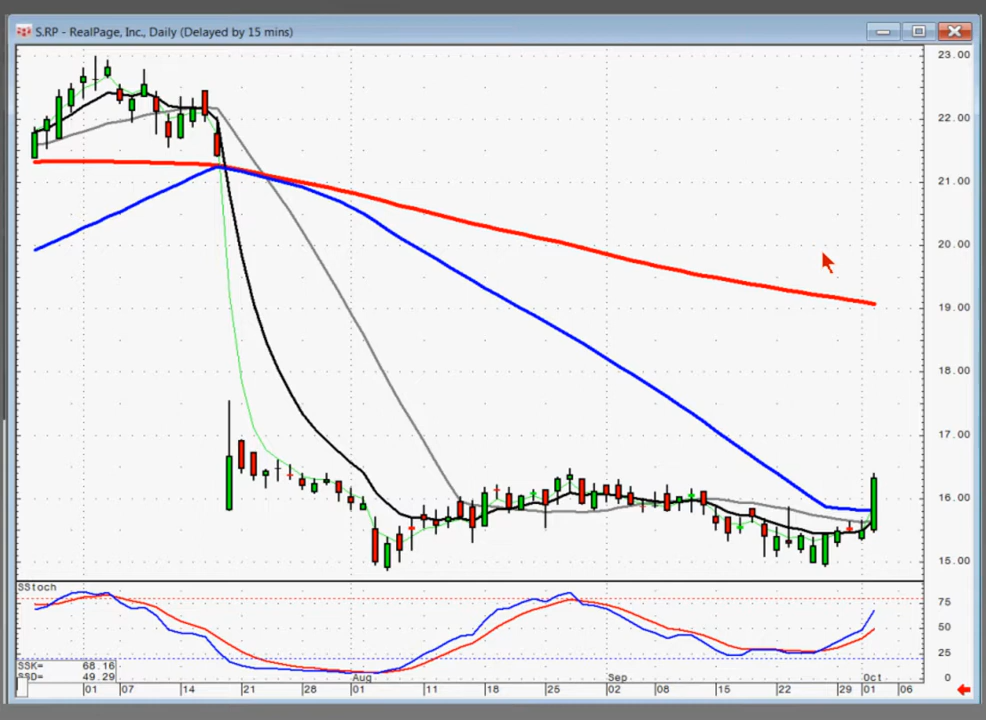 S.RP - RealPage, Inc., Daily (Delayed by 15 mins)
23.00
22.00
21.00
20.00
19.00
18.00
17.00
16.00
15.00
SStoch
75
50
25
0
SSK= 68.16
SSD= 49.29
Aug Sep Oct
01 07 14 21 28 01 11 18 25 02 08 15 22 29 01 06